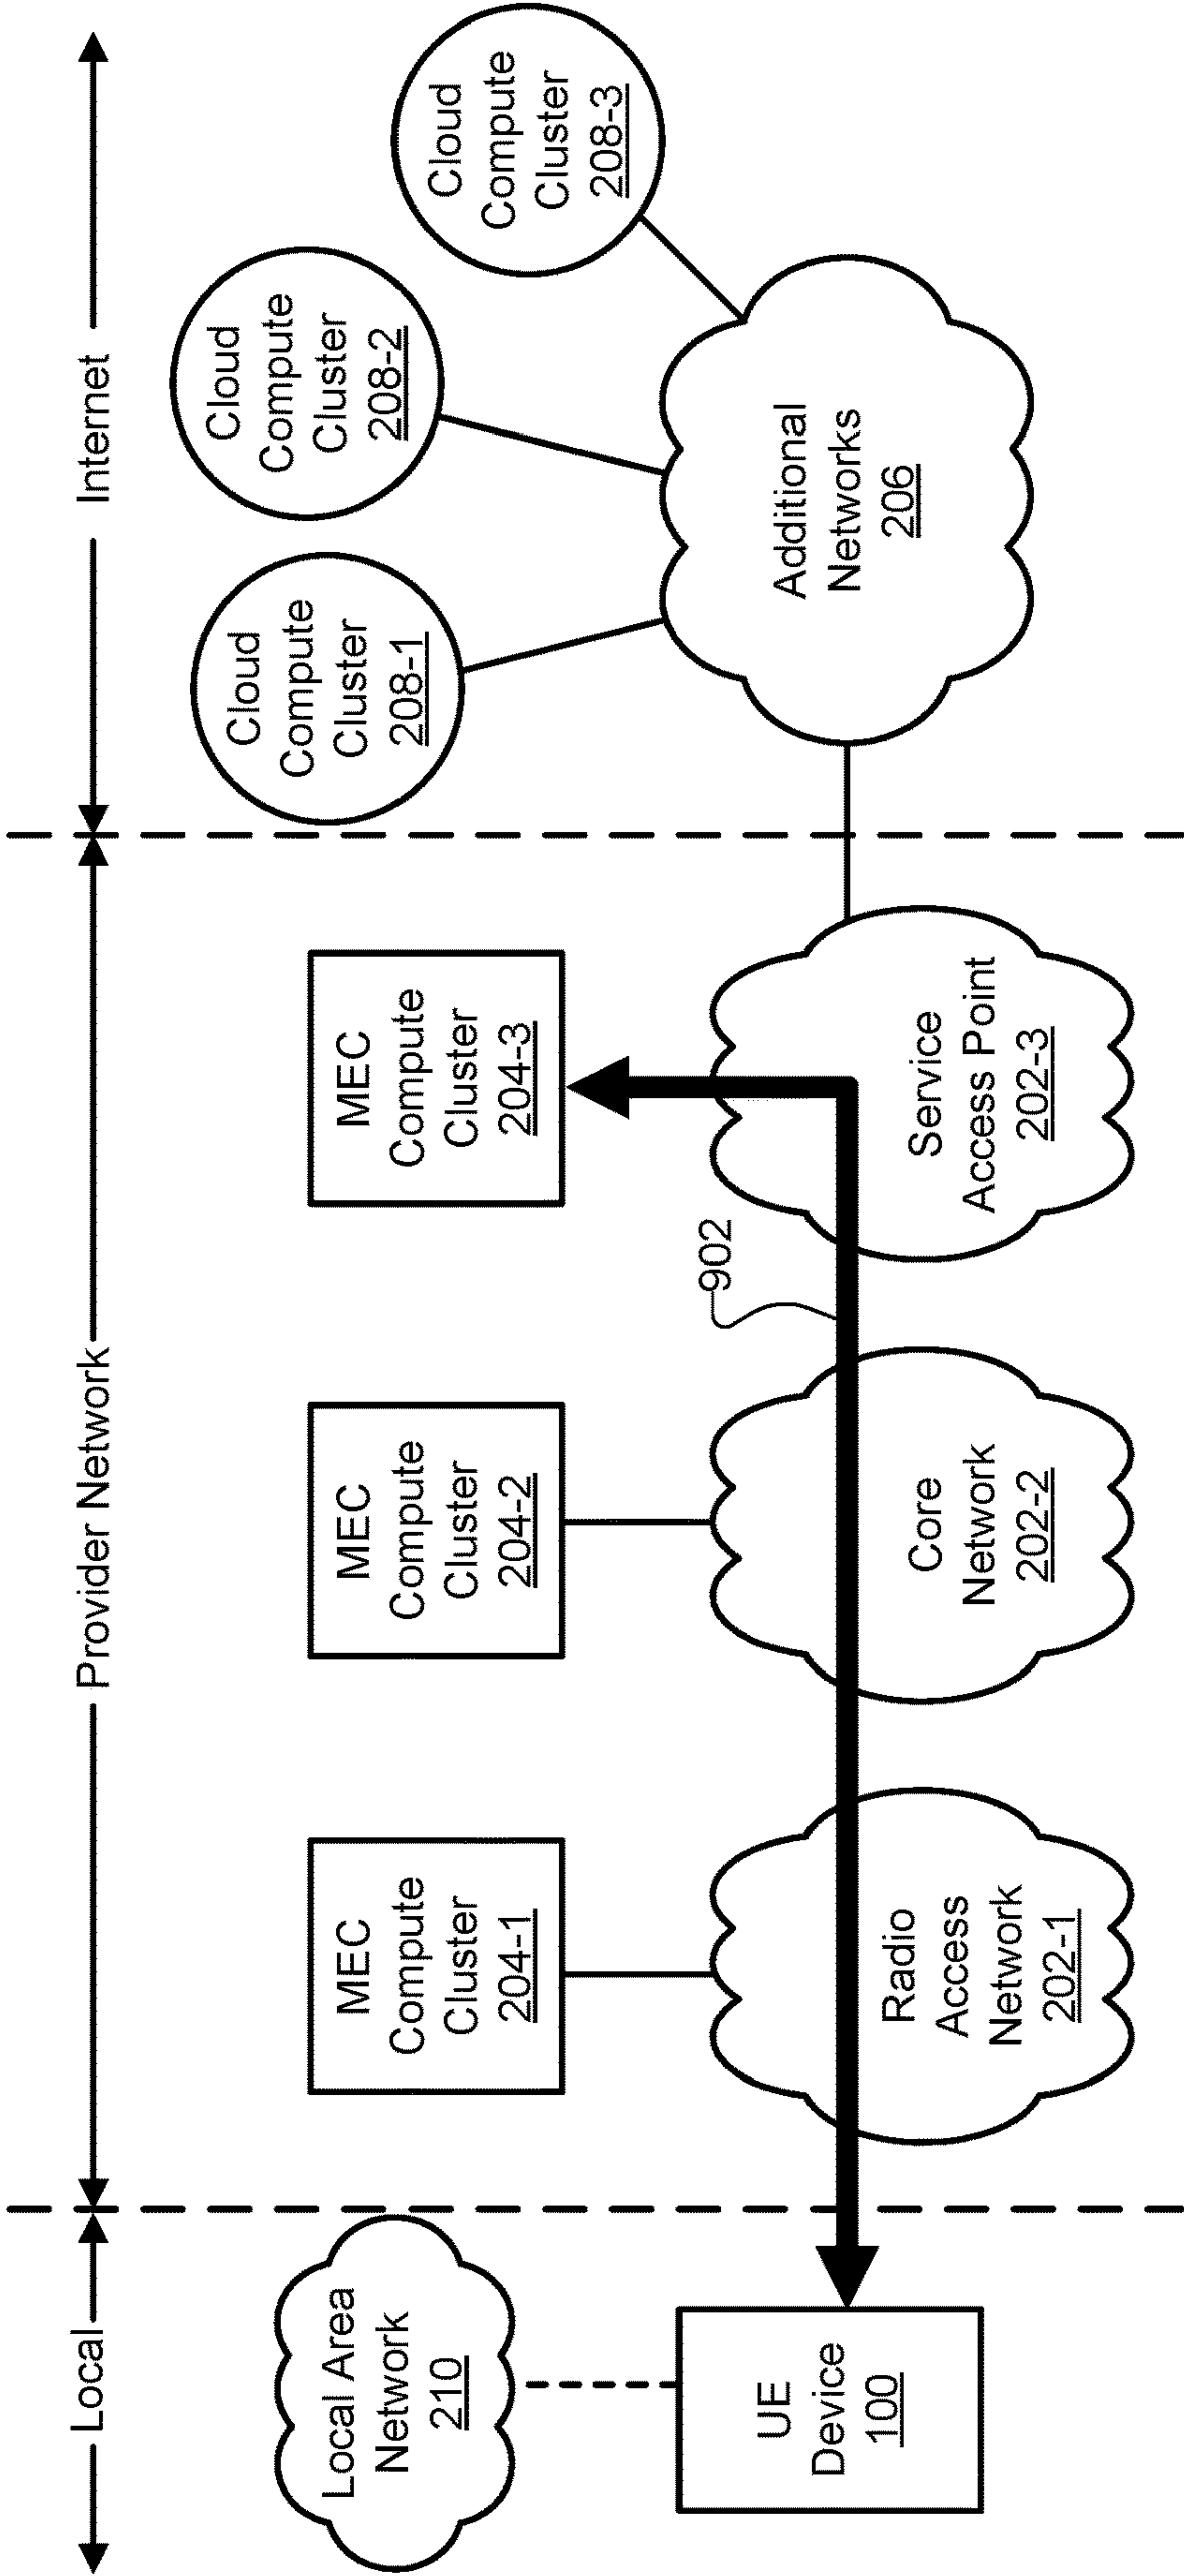 Local
Provider Network
Internet
Local Area
Network
210
UE
Device
100
MEC
Compute
Cluster
204-1
MEC
Compute
Cluster
204-2
MEC
Compute
Cluster
204-3
Radio
Access
Network
202-1
Core
Network
202-2
902
Service
Access Point
202-3
Cloud
Compute
Cluster
208-1
Cloud
Compute
Cluster
208-2
Cloud
Compute
Cluster
208-3
Additional
Networks
206